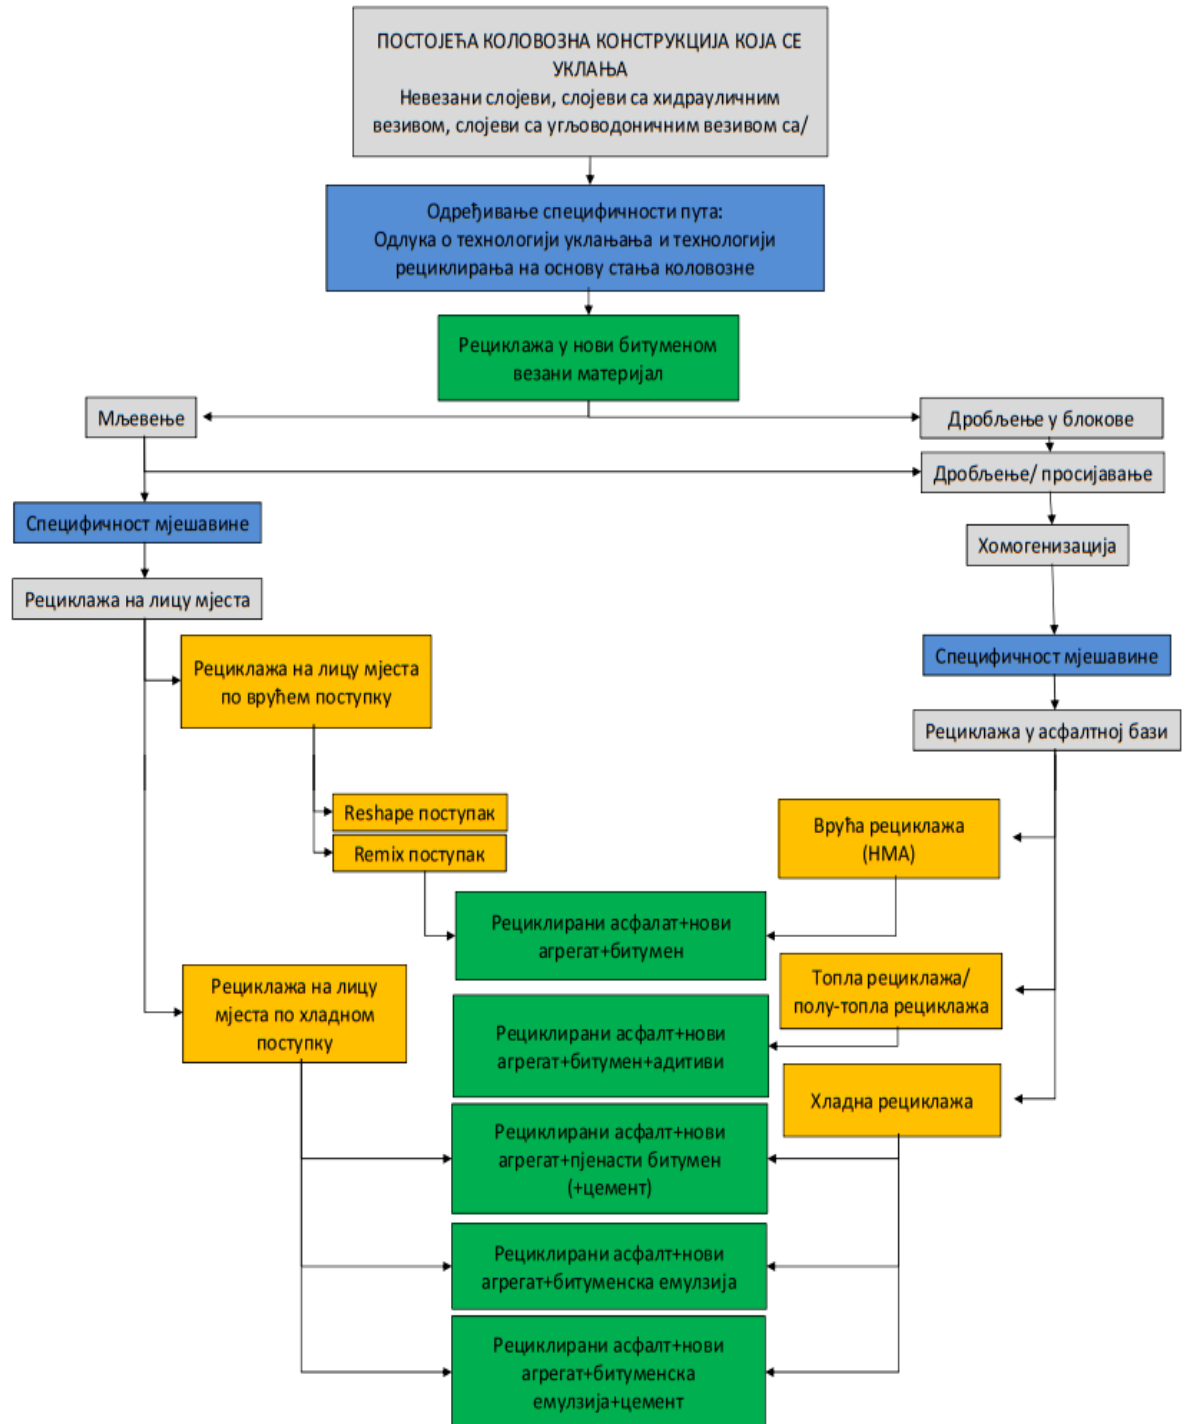 ПОСТОЈЕЋА КОЛОВОЗНА КОНСТРУКЦИЈА КОЈА СЕ
УКЛАЊА
Невезани слојеви, слојеви са хидрауличним
везивом, слојеви са угљоводоничним везивом са/
Одређивање специфичности пута:
Одлука о технологији уклањања и технологији
рециклирања на основу стања коловозне
Рециклажа у нови битуменом
везани материјал
Мљевење
Дробљење у блокове
Дробљење/ просијавање
Специфичност мјешавине
Хомогенизација
Рециклажа на лицу мјеста
Рециклажа на лицу мјеста
по врућем поступку
Специфичност мјешавине
Рециклажа у асфалтној бази
Reshape поступак
Remix поступак
Врућа рециклажа
(HMA)
Рециклирани асфалат+нови
агрегат+битумен
Рециклажа на лицу
мјеста по хладном
поступку
Топла рециклажа/
полу-топла рециклажа
Рециклирани асфалт+нови
агрегат+битумен+адитиви
Хладна рециклажа
Рециклирани асфалт+нови
агрегат+пјенасти битумен
(+цемент)
Рециклирани асфалт+нови
агрегат+битуменска емулзија
Рециклирани асфалт+нови
агрегат+битуменска
емулзија+цемент